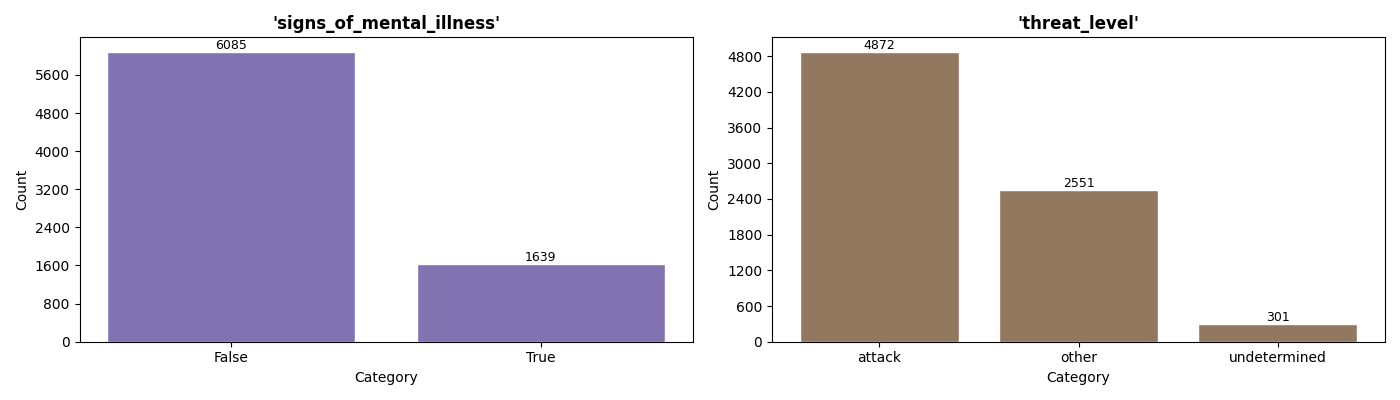 'signs_of_mental_illness'
6085
1639
5600
4800
4000
3200
2400
1600
800
0
Count
False
True
Category
'threat_level'
4872
2551
301
4800
4200
3600
3000
2400
1800
1200
600
0
Count
attack
other
undetermined
Category